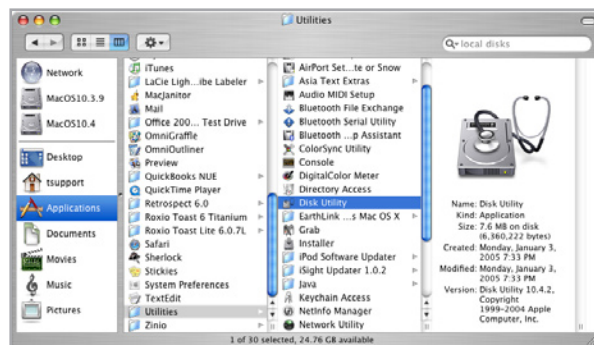 Utilities
local disks
Network
MacOS10.3.9
MacOS10.4
Desktop
tsupport
Applications
Documents
Movies
Music
Pictures
iTunes
LaCie Ligh...ibe Labeler
MacJanitor
Mail
Office 200... Test Drive
OmniGraffle
OmniOutliner
Preview
QuickBooks NUE
QuickTime Player
Retrospect 6.0
Roxio Toast 6 Titanium
Roxio Toast Lite 6.0.7L
Safari
Sherlock
Stickies
System Preferences
TextEdit
Utilities
Zinio
AirPort Set...te or Snow
Asia Text Extras
Audio MIDI Setup
Bluetooth File Exchange
Bluetooth Serial Utility
Bluetooth ...p Assistant
ColorSync Utility
Console
DigitalColor Meter
Directory Access
Disk Utility
EarthLink ...s Mac OS X
Grab
Installer
iPod Software Updater
iSight Updater 1.0.2
Java
Keychain Access
NetInfo Manager
Network Utility
Name: Disk Utility
Kind: Application
Size: 7.6 MB on disk
(6,360,222 bytes)
Created: Monday, January 3,
2005 7:33 PM
Modified: Monday, January 3,
2005 7:33 PM
Version: Disk Utility 10.4.2,
Copyright
1999-2004 Apple
Computer, Inc.
1 of 30 selected, 24.76 GB available